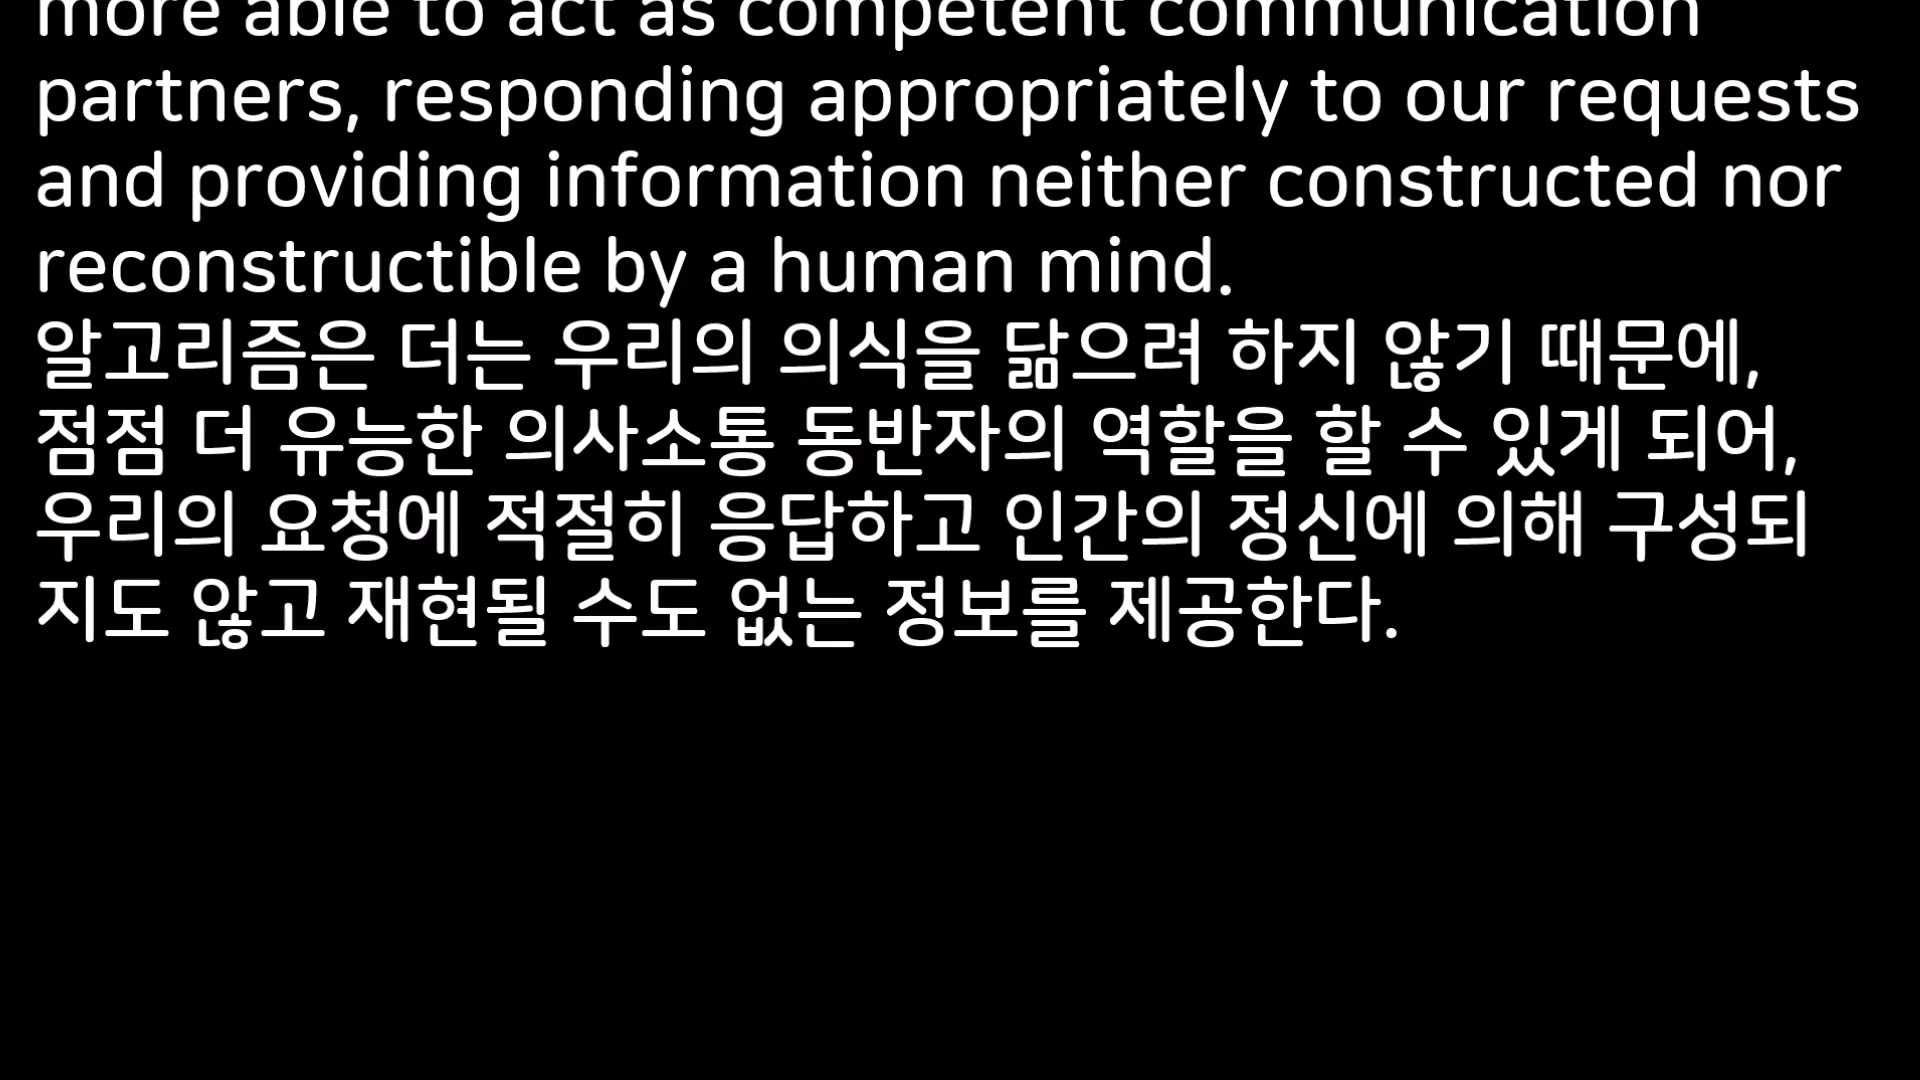 more able to act as competent communication
partners, responding appropriately to our requests
and providing information neither constructed nor
reconstructible by a human mind.
알고리즘은 더는 우리의 의식을 닮으려 하지 않기 때문에,
점점 더 유능한 의사소통 동반자의 역할을 할 수 있게 되어,
우리의 요청에 적절히 응답하고 인간의 정신에 의해 구성되
지도 않고 재현될 수도 없는 정보를 제공한다.